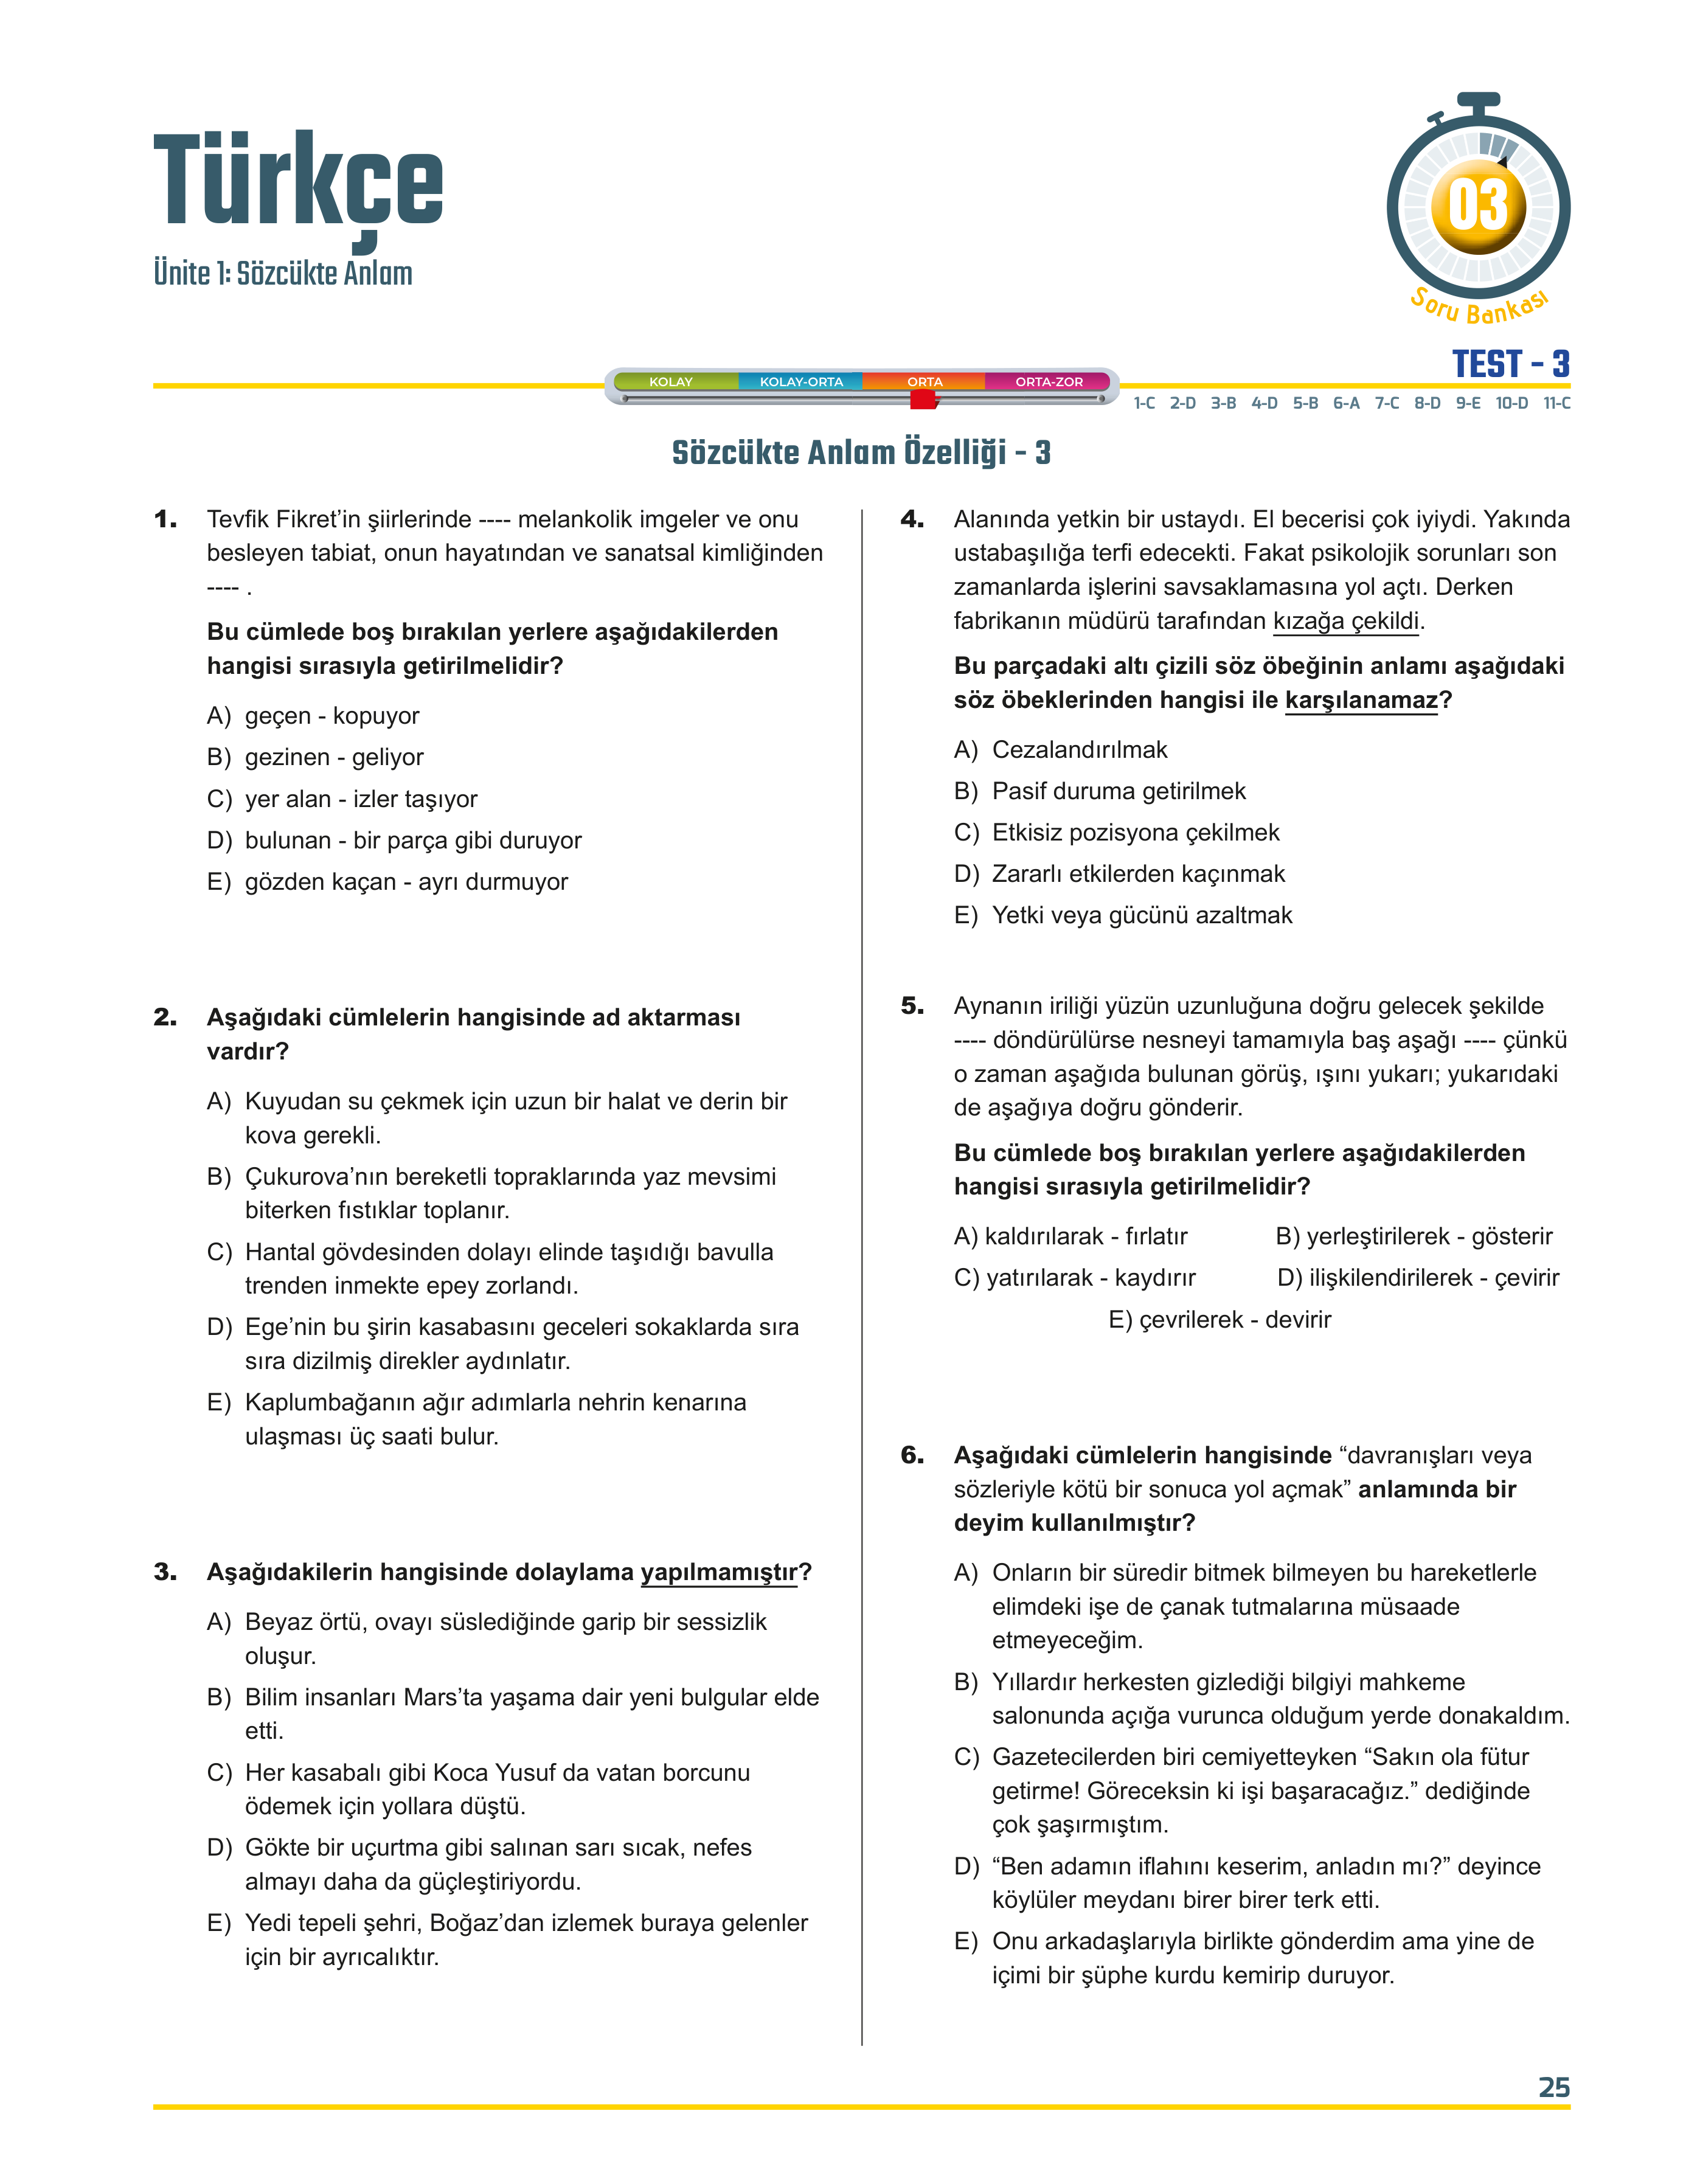 Türkçe
Ünite 1: Sözcükte Anlam
03
Soru Bankası
TEST - 3
KOLAY KOLAY-ORTA ORTA ORTA-ZOR
1-C 2-D 3-B 4-D 5-B 6-A 7-C 8-D 9-E 10-D 11-C
Sözcükte Anlam Özelliği - 3
1. Tevfik Fikret’in şiirlerinde ---- melankolik imgeler ve onu
besleyen tabiat, onun hayatından ve sanatsal kimliğinden
---- .
Bu cümlede boş bırakılan yerlere aşağıdakilerden
hangisi sırasıyla getirilmelidir?
A) geçen - kopuyor
B) gezinen - geliyor
C) yer alan - izler taşıyor
D) bulunan - bir parça gibi duruyor
E) gözden kaçan - ayrı durmuyor
2. Aşağıdaki cümlelerin hangisinde ad aktarması
vardır?
A) Kuyudan su çekmek için uzun bir halat ve derin bir
kova gerekli.
B) Çukurova’nın bereketli topraklarında yaz mevsimi
biterken fıstıklar toplanır.
C) Hantal gövdesinden dolayı elinde taşıdığı bavulla
trenden inmekte epey zorlandı.
D) Ege’nin bu şirin kasabasını geceleri sokaklarda sıra
sıra dizilmiş direkler aydınlatır.
E) Kaplumbağanın ağır adımlarla nehrin kenarına
ulaşması üç saati bulur.
3. Aşağıdakilerin hangisinde dolaylama yapılmamıştır?
A) Beyaz örtü, ovayı süslediğinde garip bir sessizlik
oluşur.
B) Bilim insanları Mars’ta yaşama dair yeni bulgular elde
etti.
C) Her kasabalı gibi Koca Yusuf da vatan borcunu
ödemek için yollara düştü.
D) Gökte bir uçurtma gibi salınan sarı sıcak, nefes
almayı daha da güçleştiriyordu.
E) Yedi tepeli şehri, Boğaz’dan izlemek buraya gelenler
için bir ayrıcalıktır.
4. Alanında yetkin bir ustaydı. El becerisi çok iyiydi. Yakında
ustabaşılığa terfi edecekti. Fakat psikolojik sorunları son
zamanlarda işlerini savsaklamasına yol açtı. Derken
fabrikanın müdürü tarafından kızağa çekildi.
Bu parçadaki altı çizili söz öbeğinin anlamı aşağıdaki
söz öbeklerinden hangisi ile karşılanamaz?
A) Cezalandırılmak
B) Pasif duruma getirilmek
C) Etkisiz pozisyona çekilmek
D) Zararlı etkilerden kaçınmak
E) Yetki veya gücünü azaltmak
5. Aynanın iriliği yüzün uzunluğuna doğru gelecek şekilde
---- döndürülürse nesneyi tamamıyla baş aşağı ---- çünkü
o zaman aşağıda bulunan görüş, ışını yukarı; yukarıdaki
de aşağıya doğru gönderir.
Bu cümlede boş bırakılan yerlere aşağıdakilerden
hangisi sırasıyla getirilmelidir?
A) kaldırılarak - fırlatır B) yerleştirilerek - gösterir
C) yatırılarak - kaydırır D) ilişkilendirilerek - çevirir
E) çevrilerek - devirir
6. Aşağıdaki cümlelerin hangisinde “davranışları veya
sözleriyle kötü bir sonuca yol açmak” anlamında bir
deyim kullanılmıştır?
A) Onların bir süredir bitmek bilmeyen bu hareketlerle
elimdeki işe de çanak tutmalarına müsaade
etmeyeceğim.
B) Yıllardır herkesten gizlediği bilgiyi mahkeme
salonunda açığa vurunca olduğum yerde donakaldım.
C) Gazetecilerden biri cemiyetteyken “Sakın ola fütur
getirme! Göreceksin ki işi başaracağız.” dediğinde
çok şaşırmıştım.
D) “Ben adamın iflahını keserim, anladın mı?” deyince
köylüler meydanı birer birer terk etti.
E) Onu arkadaşlarıyla birlikte gönderdim ama yine de
içimi bir şüphe kurdu kemirip duruyor.
25